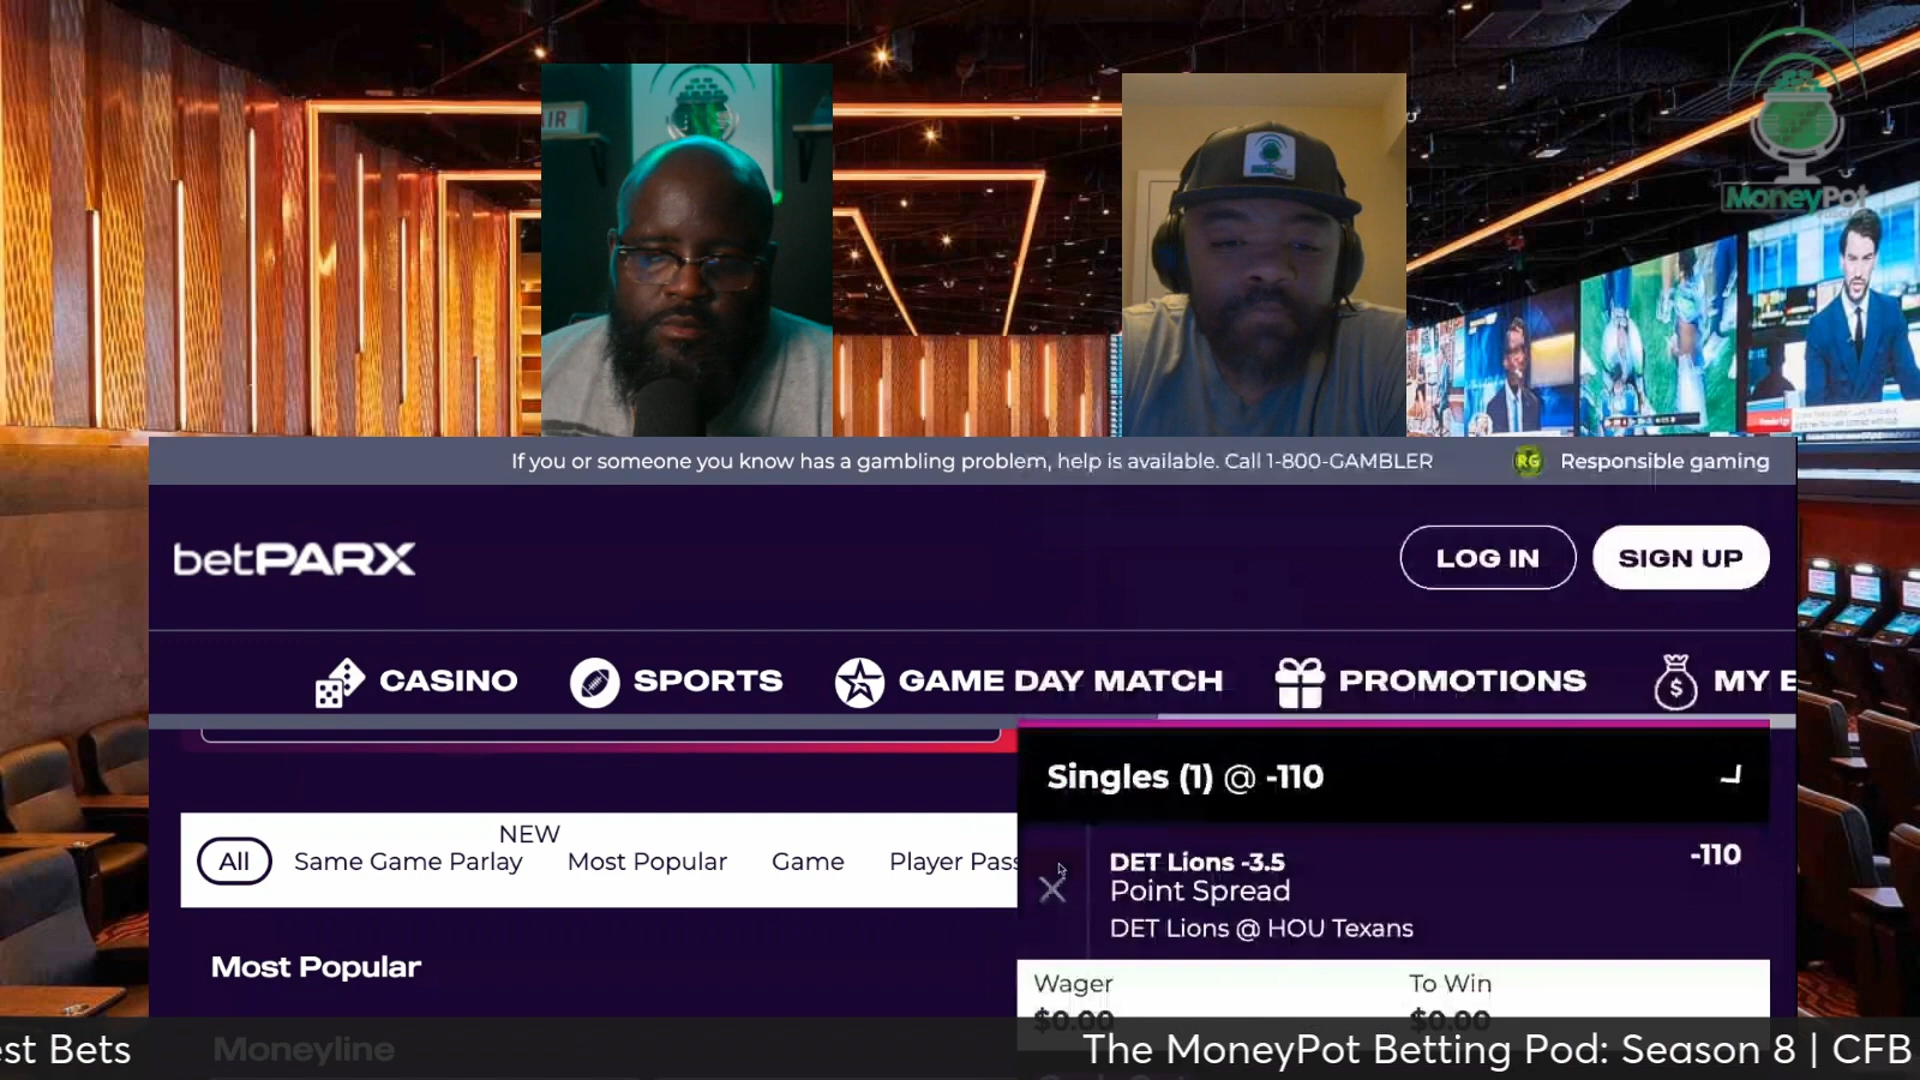 IR
MoneyPot
If you or someone you know has a gambling problem, help is available. Call 1-800-GAMBLER
RG Responsible gaming
betPARX
LOG IN
SIGN UP
CASINO
SPORTS
GAME DAY MATCH
PROMOTIONS
MY E
Singles (1) @ -110
NEW
All
Same Game Parlay
Most Popular
Game
Player Pass
DET Lions -3.5
-110
Point Spread
DET Lions @ HOU Texans
Most Popular
Wager
To Win
$0.00
$0.00
Moneyline
st Bets
The MoneyPot Betting Pod: Season 8 | CFB